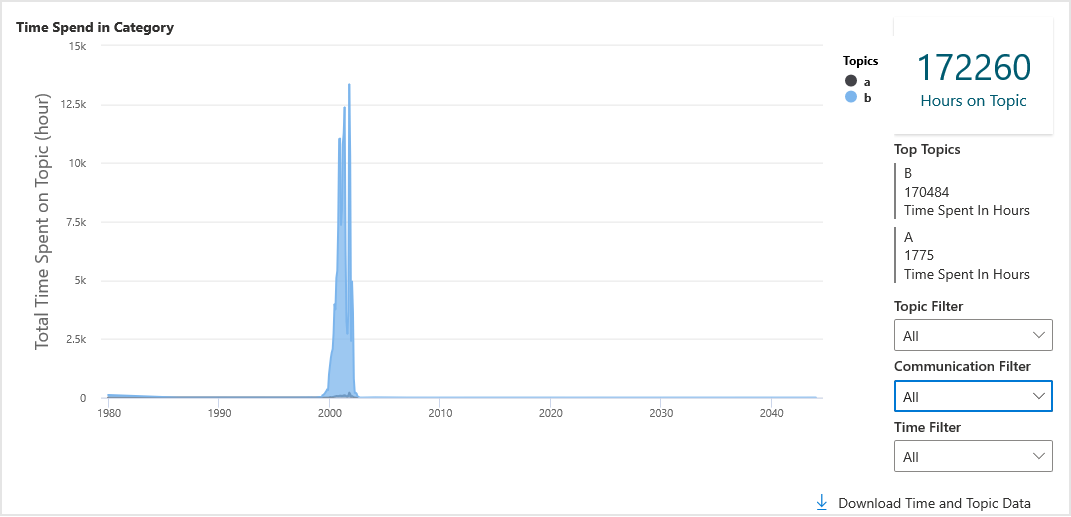 Time Spend in Category
15k
12.5k
10k
7.5k
5k
2.5k
0
Total Time Spent on Topic (hour)
1980
1990
2000
2010
2020
2030
2040
Topics
a
b
172260
Hours on Topic
Top Topics
B
170484
Time Spent In Hours
A
1775
Time Spent In Hours
Topic Filter
All
Communication Filter
All
Time Filter
All
Download Time and Topic Data